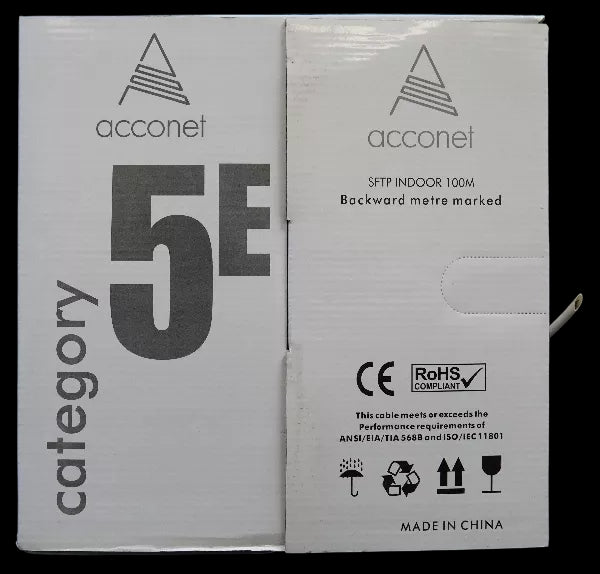 acconet
5E
category
acconet
SFTP INDOOR 100M
Backward metre marked
CE RoHS
COMPLIANT
This cable meets or exceeds the
Performance requirements of
ANSI/EIA/TIA 568B and ISO/IEC 11801
MADE IN CHINA